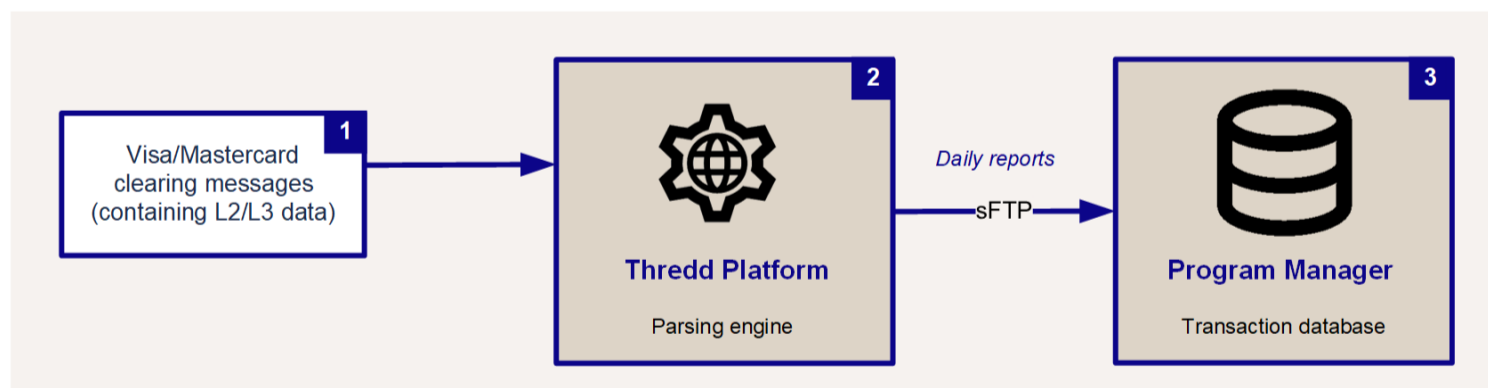 1
Visa/Mastercard
clearing messages
(containing L2/L3 data)
2
Thredd Platform
Parsing engine
Daily reports
sFTP
3
Program Manager
Transaction database